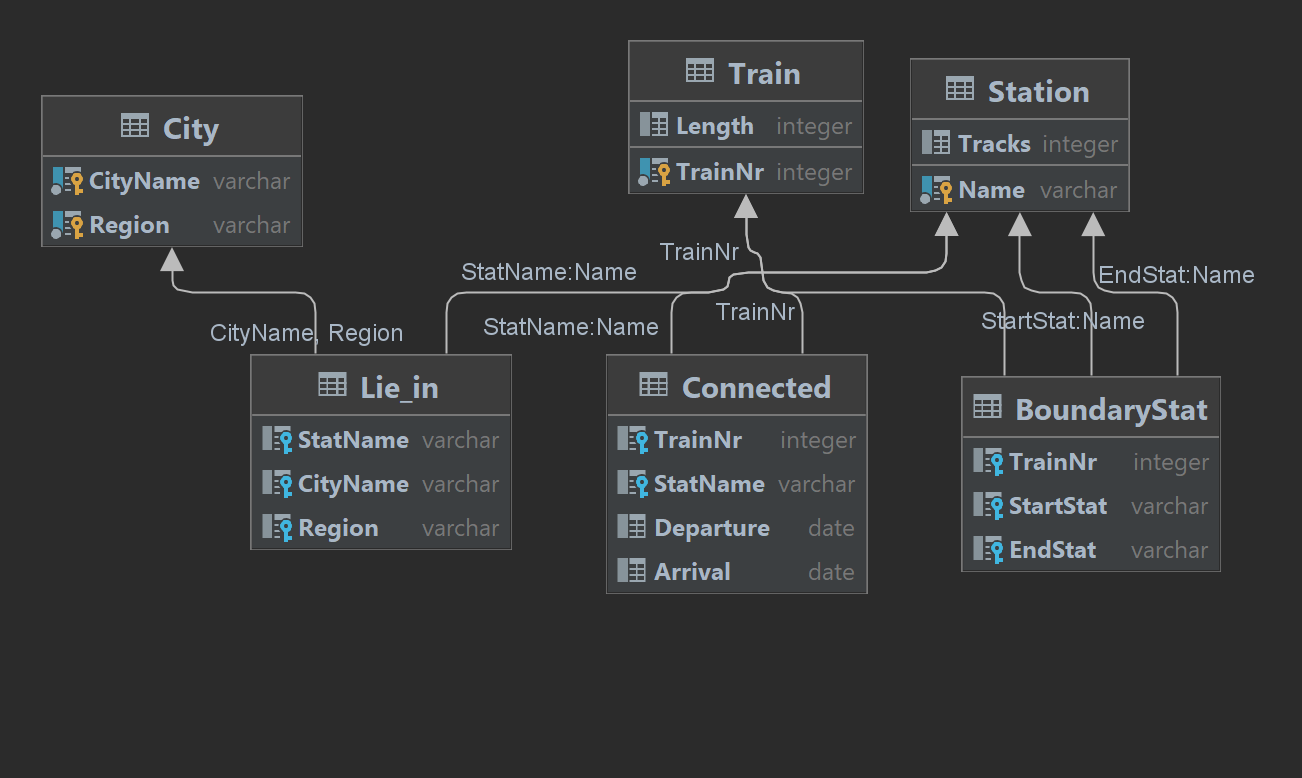 Train
Length integer
TrainNr integer
Station
Tracks integer
Name varchar
City
CityName varchar
Region varchar
TrainNr
StatName:Name
EndStat:Name
CityName, Region
StatName:Name
TrainNr
StartStat:Name
Lie_in
StatName varchar
CityName varchar
Region varchar
Connected
TrainNr integer
StatName varchar
Departure date
Arrival date
BoundaryStat
TrainNr integer
StartStat varchar
EndStat varchar